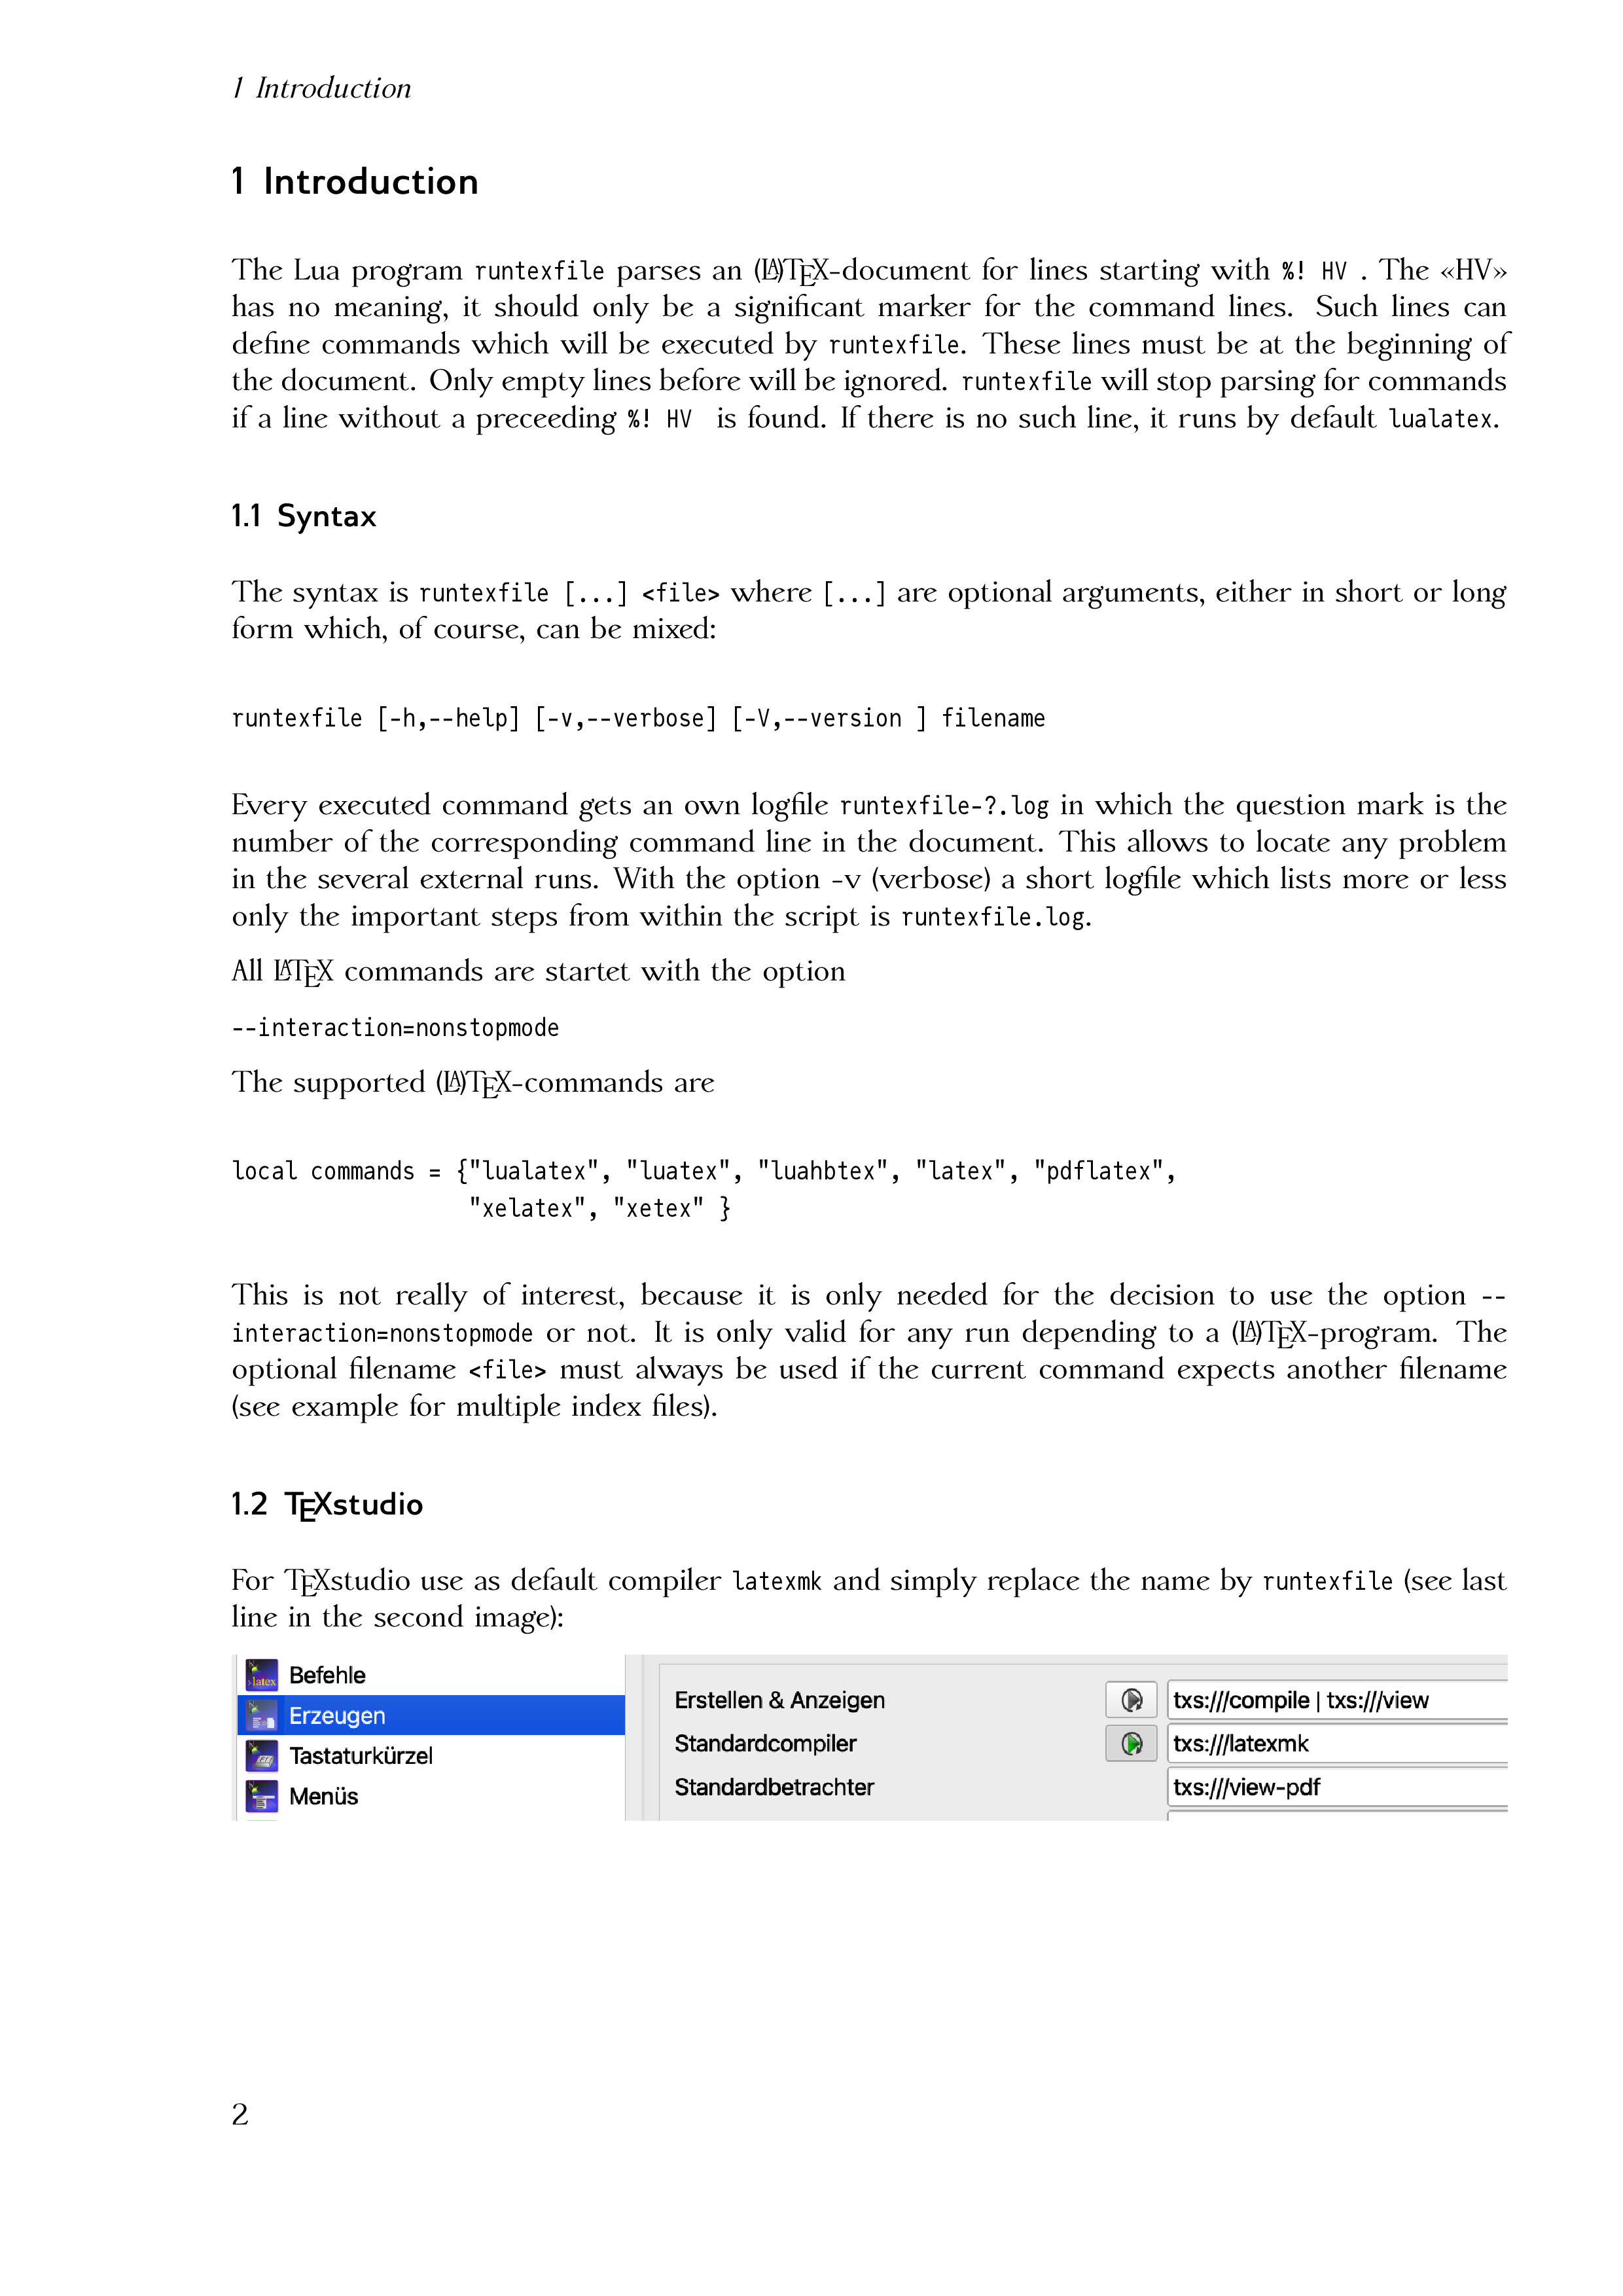 1 Introduction
1 Introduction
The Lua program runtexfile parses an (LA)TEX-document for lines starting with %! HV . The «HV»
has no meaning, it should only be a significant marker for the command lines. Such lines can
define commands which will be executed by runtexfile. These lines must be at the beginning of
the document. Only empty lines before will be ignored. runtexfile will stop parsing for commands
if a line without a preceeding %! HV is found. If there is no such line, it runs by default lualatex.
1.1 Syntax
The syntax is runtexfile [...] <file> where [...] are optional arguments, either in short or long
form which, of course, can be mixed:
runtexfile [-h,--help] [-v,--verbose] [-V,--version ] filename
Every executed command gets an own logfile runtexfile-?.log in which the question mark is the
number of the corresponding command line in the document. This allows to locate any problem
in the several external runs. With the option -v (verbose) a short logfile which lists more or less
only the important steps from within the script is runtexfile.log.
All LATEX commands are startet with the option
--interaction=nonstopmode
The supported (LA)TEX-commands are
local commands = {"lualatex", "luatex", "luahbtex", "latex", "pdflatex",
"xelatex", "xetex" }
This is not really of interest, because it is only needed for the decision to use the option --
interaction=nonstopmode or not. It is only valid for any run depending to a (LA)TEX-program. The
optional filename <file> must always be used if the current command expects another filename
(see example for multiple index files).
1.2 TEXstudio
For TEXstudio use as default compiler latexmk and simply replace the name by runtexfile (see last
line in the second image):
›latex Befehle
Erzeugen
Tastaturkürzel
Menüs
Erstellen & Anzeigen txs:///compile | txs:///view
Standardcompiler txs:///latexmk
Standardbetrachter txs:///view-pdf
2